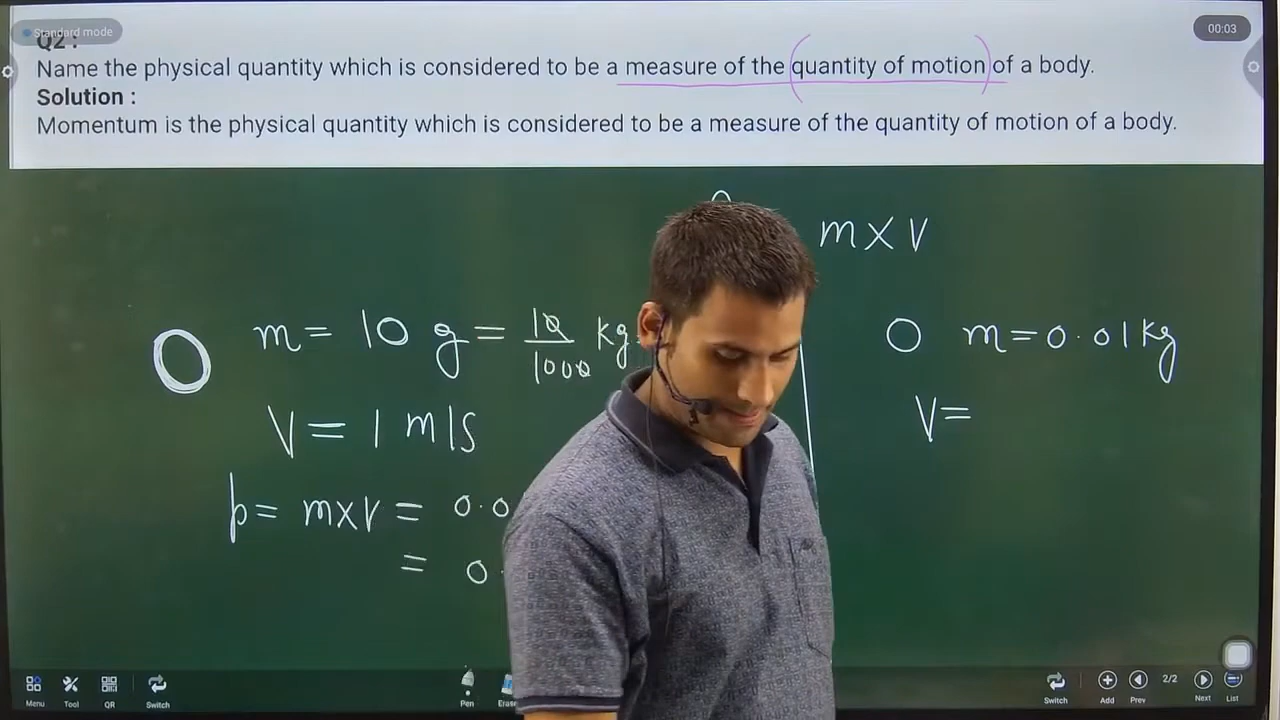 Standard mode
00:03
Q2 :
Name the physical quantity which is considered to be a measure of the (quantity of motion) of a body.
Solution :
Momentum is the physical quantity which is considered to be a measure of the quantity of motion of a body.
m × v
m = 10 g = 10/1000 kg
V = 1 m/s
p = m×v = 0.0
= 0.
m = 0.01 kg
V =
Menu
Tool
QR
Switch
Pen
Erase
Switch
Add
Prev
2/2
Next
List